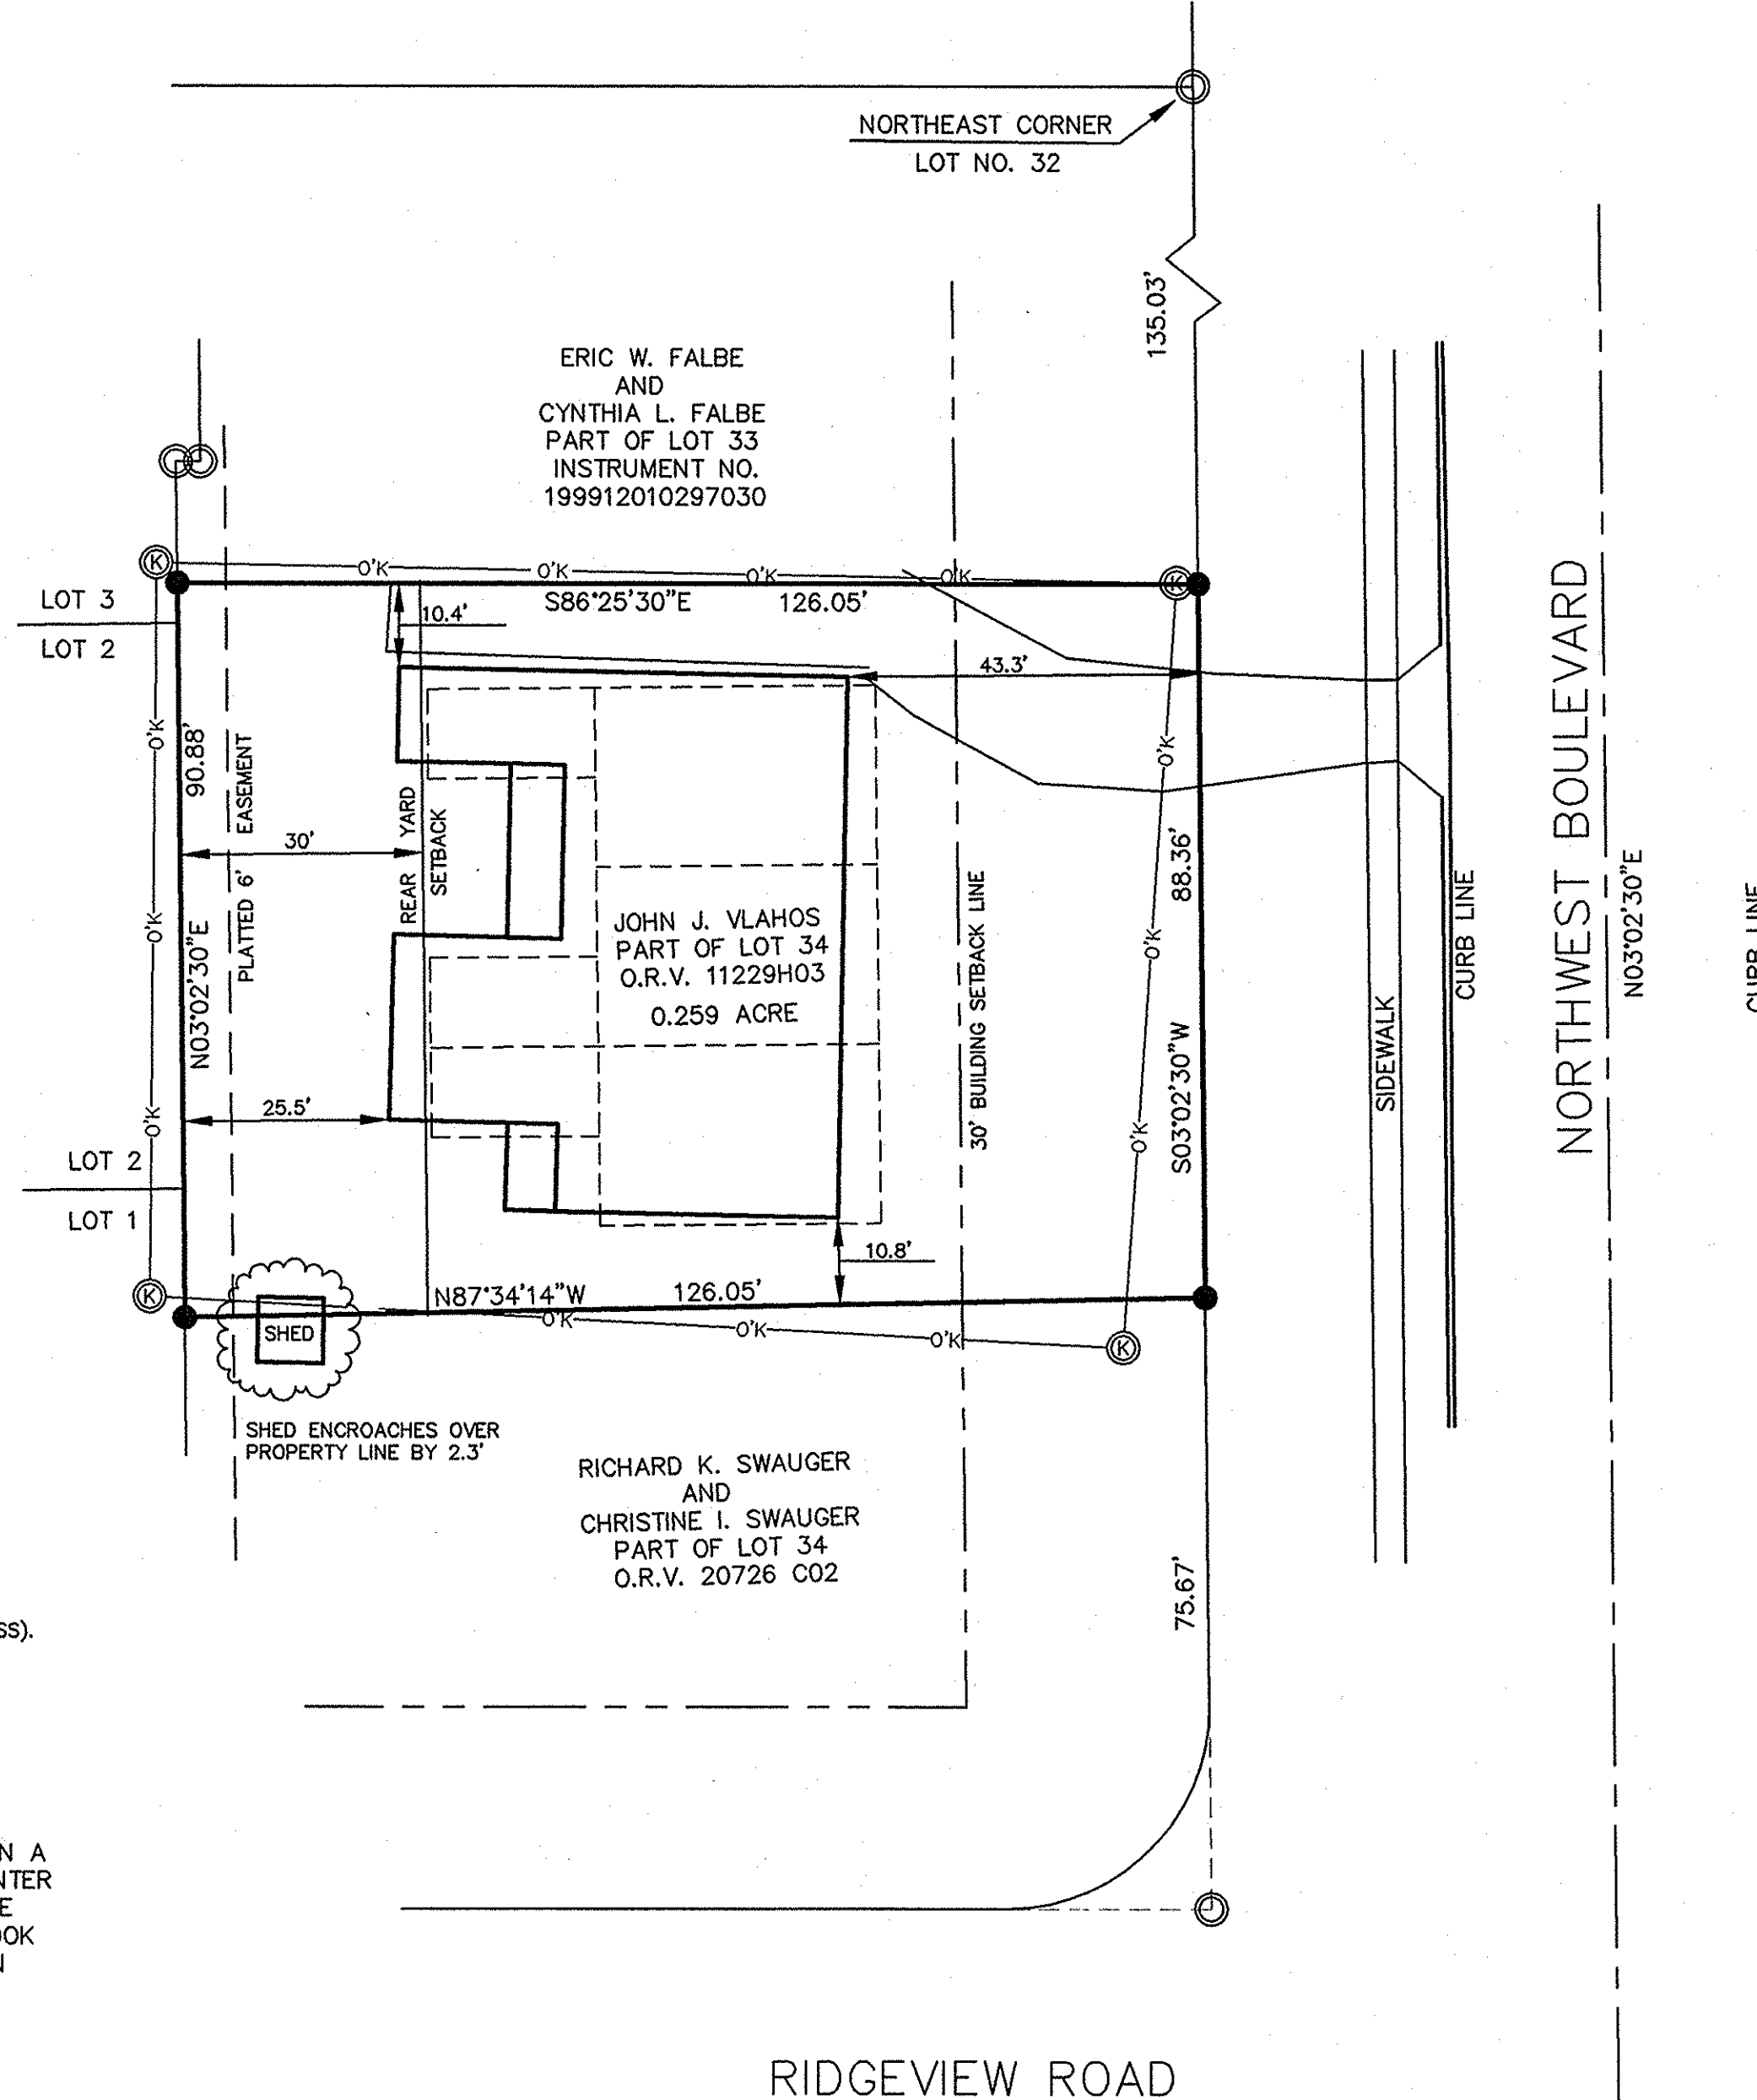 NORTHEAST CORNER
LOT NO. 32
135.03'
ERIC W. FALBE
AND
CYNTHIA L. FALBE
PART OF LOT 33
INSTRUMENT NO.
199912010297030
K
O'K
O'K
O'K
O'K
K
S86°25'30"E 126.05'
LOT 3
LOT 2
10.4'
43.3'
O'K
90.88'
PLATTED 6' EASEMENT
30'
REAR YARD
SETBACK
O'K
N03°02'30"E
JOHN J. VLAHOS
PART OF LOT 34
O.R.V. 11229H03
0.259 ACRE
30' BUILDING SETBACK LINE
O'K
88.36'
O'K
S03°02'30"W
O'K
SIDEWALK
CURB LINE
NORTHWEST BOULEVARD
N03°02'30"E
CURB LINE
25.5'
O'K
LOT 2
LOT 1
K
10.8'
N87°34'14"W 126.05'
O'K
O'K
O'K
K
SHED
SHED ENCROACHES OVER
PROPERTY LINE BY 2.3'
RICHARD K. SWAUGER
AND
CHRISTINE I. SWAUGER
PART OF LOT 34
O.R.V. 20726 C02
75.67'
SS).
N A
NTER
E
OOK
N
RIDGEVIEW ROAD